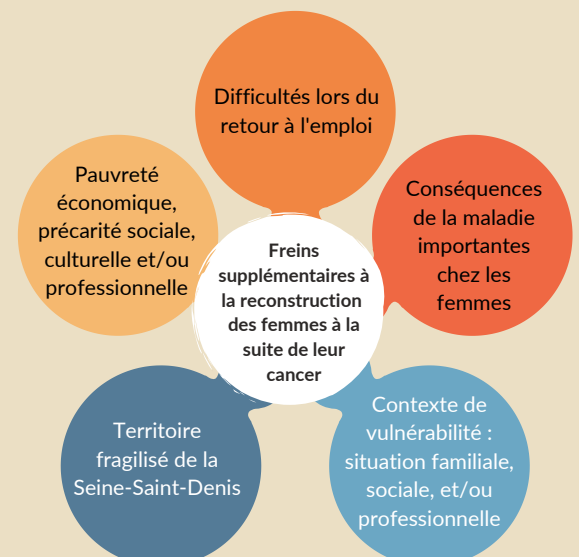 Difficultés lors du
retour à l'emploi
Pauvreté
économique,
précarité sociale,
culturelle et/ou
professionnelle
Conséquences
de la maladie
importantes
chez les
femmes
Freins
supplémentaires à
la reconstruction
des femmes à la
suite de leur
cancer
Territoire
fragilisé de la
Seine-Saint-Denis
Contexte de
vulnérabilité :
situation familiale,
sociale, et/ou
professionnelle